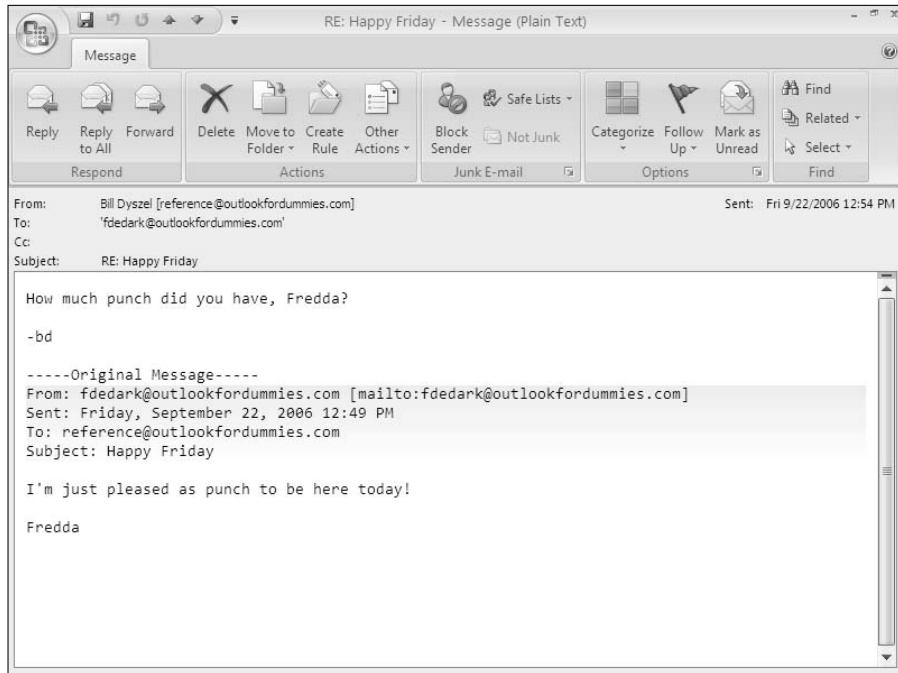 RE: Happy Friday - Message (Plain Text)
Message
Reply
Reply to All
Forward
Respond
Delete
Move to Folder
Create Rule
Other Actions
Actions
Block Sender
Safe Lists
Not Junk
Junk E-mail
Categorize
Follow Up
Mark as Unread
Options
Find
Related
Select
Find
From: Bill Dyszel [reference@outlookfordummies.com] Sent: Fri 9/22/2006 12:54 PM
To: 'fdedark@outlookfordummies.com'
Cc:
Subject: RE: Happy Friday
How much punch did you have, Fredda?
-bd
-----Original Message-----
From: fdedark@outlookfordummies.com [mailto:fdedark@outlookfordummies.com]
Sent: Friday, September 22, 2006 12:49 PM
To: reference@outlookfordummies.com
Subject: Happy Friday
I'm just pleased as punch to be here today!
Fredda